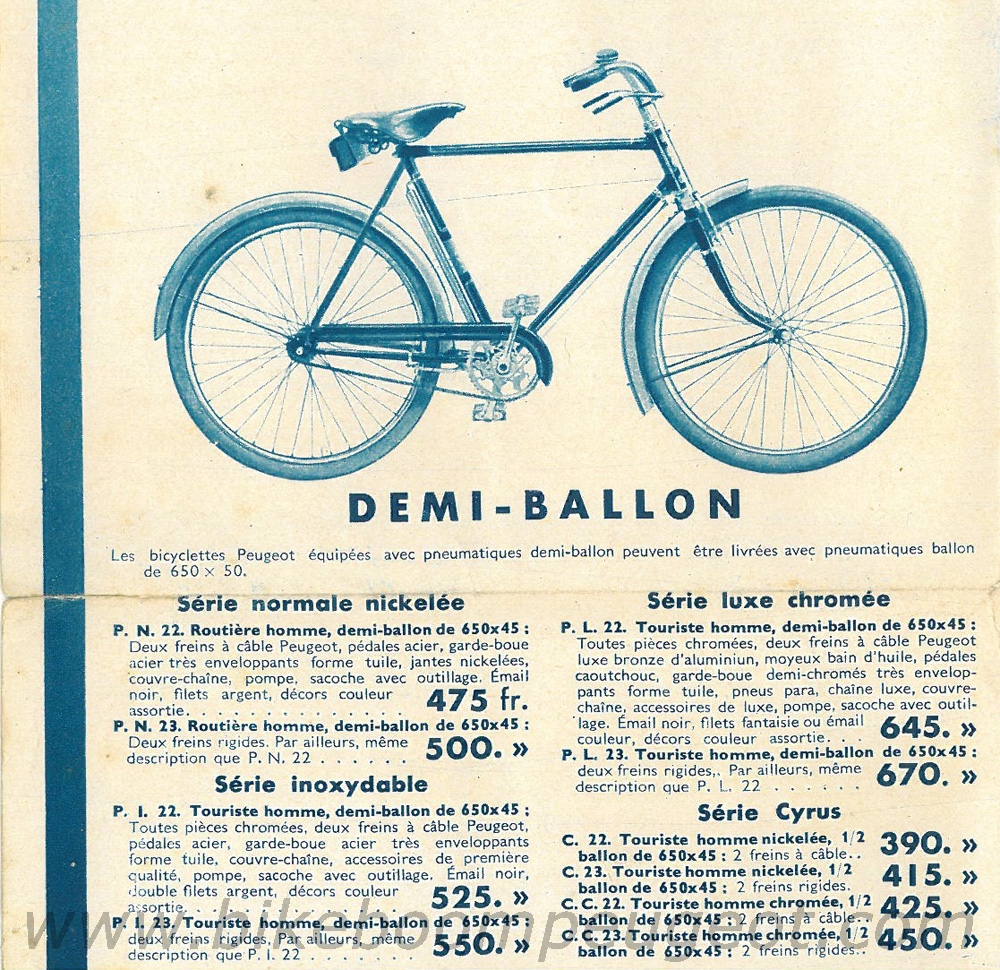 DEMI-BALLON
Les bicyclettes Peugeot équipées avec pneumatiques demi-ballon peuvent être livrées avec pneumatiques ballon
de 650 × 50.
Série normale nickelée
P. N. 22. Routière homme, demi-ballon de 650x45 :
Deux freins à câble Peugeot, pédales acier, garde-boue
acier très enveloppants forme tuile, jantes nickelées,
couvre-chaîne, pompe, sacoche avec outillage. Émail
noir, filets argent, décors couleur
assortie. . . . . . . . . . . . . . . 475 fr.
P. N. 23. Routière homme, demi-ballon de 650x45 :
Deux freins rigides. Par ailleurs, même
description que P. N. 22 . . . . . . . 500. »
Série inoxydable
P. I. 22. Touriste homme, demi-ballon de 650x45 :
Toutes pièces chromées, deux freins à câble Peugeot,
pédales acier, garde-boue acier très enveloppants
forme tuile, couvre-chaîne, accessoires de première
qualité, pompe, sacoche avec outillage. Émail noir,
double filets argent, décors couleur
assortie. . . . . . . . . . . . . . . 525. »
P. I. 23. Touriste homme, demi-ballon de 650x45 :
deux freins rigides, Par ailleurs, même
description que P. I. 22 . . . . . . . 550. »
Série luxe chromée
P. L. 22. Touriste homme, demi-ballon de 650x45 :
Toutes pièces chromées, deux freins à câble Peugeot
luxe bronze d'aluminiun, moyeux bain d'huile, pédales
caoutchouc, garde-boue demi-chromés très envelop-
pants forme tuile, pneus para, chaîne luxe, couvre-
chaîne, accessoires de luxe, pompe, sacoche avec outil-
lage. Émail noir, filets fantaisie ou émail
couleur, décors couleur assortie. . . 645. »
P. L. 23. Touriste homme, demi-ballon de 650x45 :
deux freins rigides,. Par ailleurs, même
description que P. L. 22 . . . . . . 670. »
Série Cyrus
C. 22. Touriste homme nickelée, 1/2
ballon de 650x45 : 2 freins à câble.. 390. »
C. 23. Touriste homme nickelée, 1/2
ballon de 650x45 : 2 freins rigides. 415. »
C. C. 22. Touriste homme chromée, 1/2
ballon de 650x45 : 2 freins à câble.. 425. »
C. C. 23. Touriste homme chromée, 1/2
ballon de 650x45 : 2 freins rigides.. 450. »
www.bikeboompeugeot.com